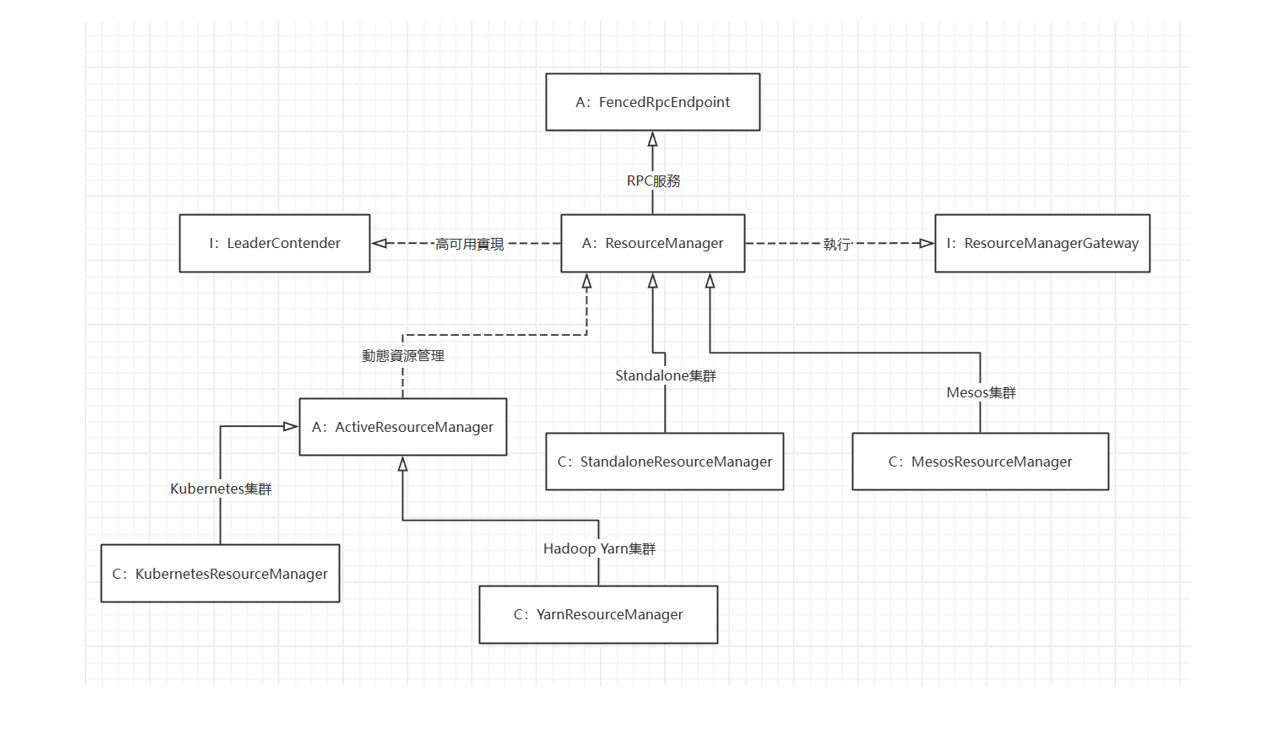 A：FencedRpcEndpoint
RPC服務
I：LeaderContender
高可用實現
A：ResourceManager
執行
I：ResourceManagerGateway
動態資源管理
Standalone集群
Mesos集群
A：ActiveResourceManager
C：StandaloneResourceManager
C：MesosResourceManager
Kubernetes集群
Hadoop Yarn集群
C：KubernetesResourceManager
C：YarnResourceManager